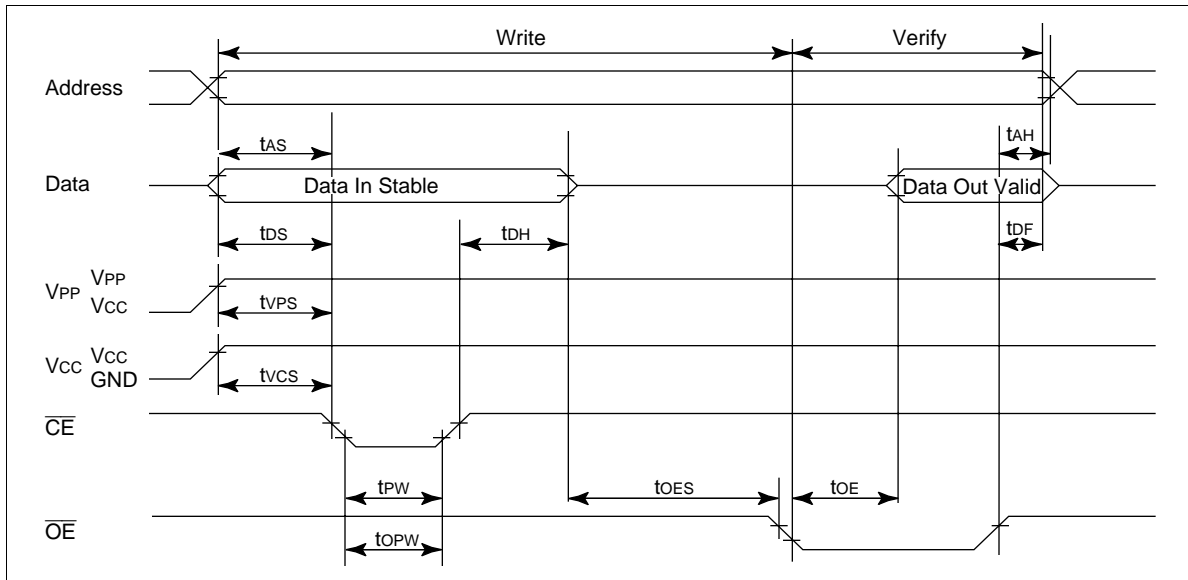 Write Verify
Address
tAS tAH
Data Data In Stable Data Out Valid
tDS tDH tDF
VPP VPP
VCC
tVPS
VCC VCC
GND
tVCS
CE
tPW tOES tOE
OE
tOPW